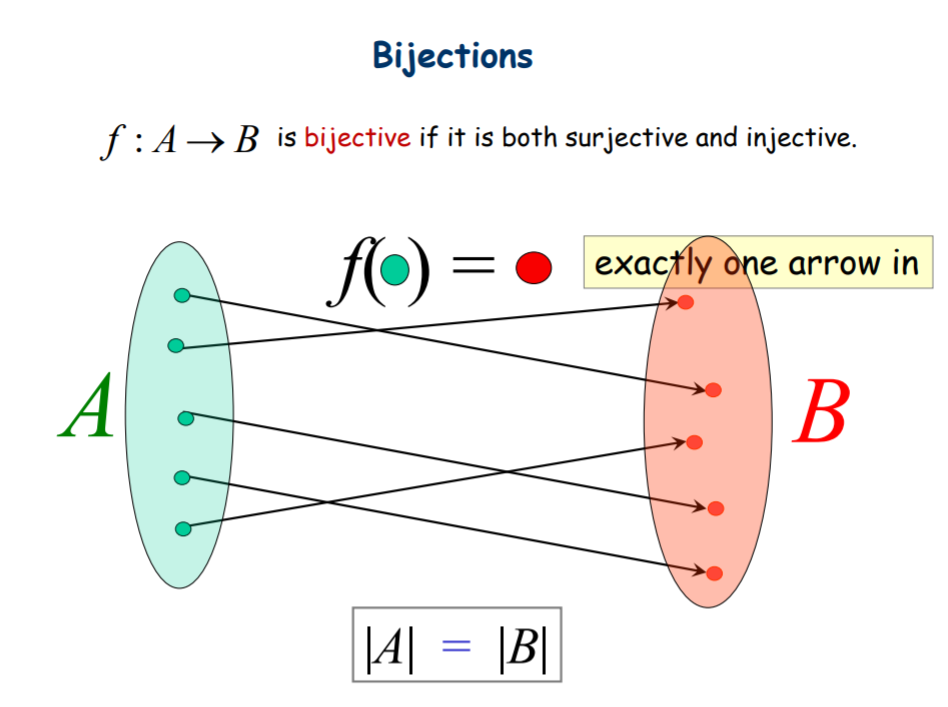 Bijections
f : A → B is bijective if it is both surjective and injective.
f( ) =
exactly one arrow in
A
B
|A| = |B|